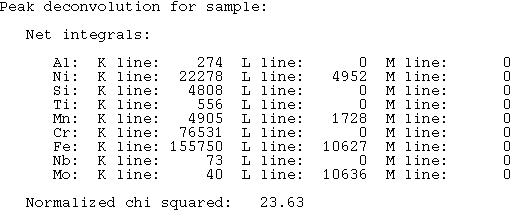 Peak deconvolution for sample:
Net integrals:
Al: K line: 274 L line: 0 M line: 0
Ni: K line: 22278 L line: 4952 M line: 0
Si: K line: 4808 L line: 0 M line: 0
Ti: K line: 556 L line: 0 M line: 0
Mn: K line: 4905 L line: 1728 M line: 0
Cr: K line: 76531 L line: 0 M line: 0
Fe: K line: 155750 L line: 10627 M line: 0
Nb: K line: 73 L line: 0 M line: 0
Mo: K line: 40 L line: 10636 M line: 0
Normalized chi squared: 23.63